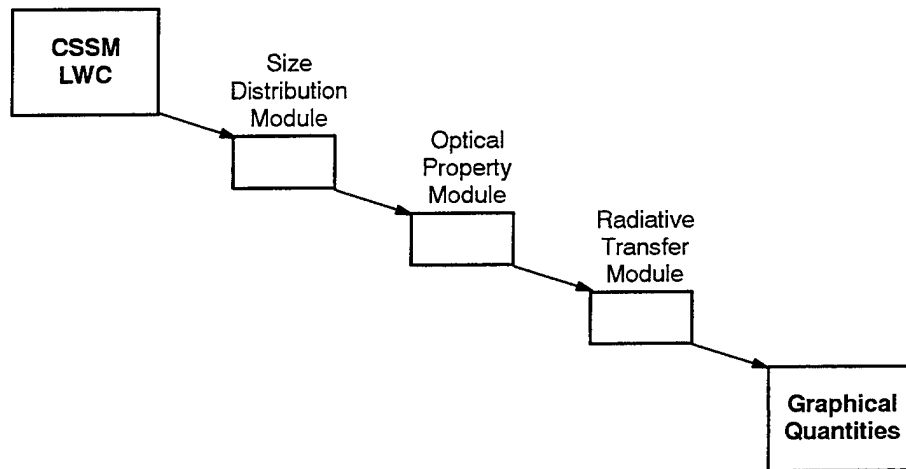 CSSM
LWC
Size
Distribution
Module
Optical
Property
Module
Radiative
Transfer
Module
Graphical
Quantities